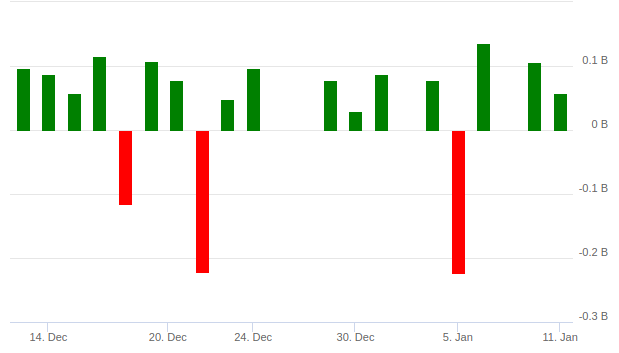 0.1 B
0 B
-0.1 B
-0.2 B
-0.3 B
14. Dec 20. Dec 24. Dec 30. Dec 5. Jan 11. Jan